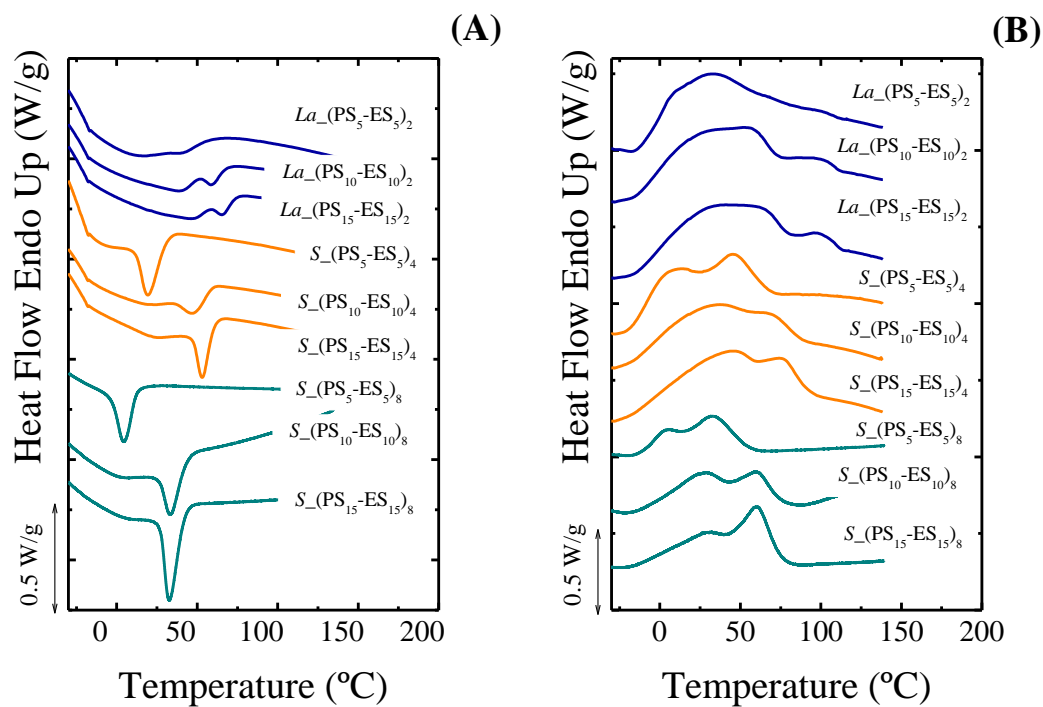 (A)
Heat Flow Endo Up (W/g)
La_(PS5-ES5)2
La_(PS10-ES10)2
La_(PS15-ES15)2
S_(PS5-ES5)4
S_(PS10-ES10)4
S_(PS15-ES15)4
S_(PS5-ES5)8
S_(PS10-ES10)8
S_(PS15-ES15)8
0.5 W/g
0 50 100 150 200
Temperature (ºC)
(B)
Heat Flow Endo Up (W/g)
La_(PS5-ES5)2
La_(PS10-ES10)2
La_(PS15-ES15)2
S_(PS5-ES5)4
S_(PS10-ES10)4
S_(PS15-ES15)4
S_(PS5-ES5)8
S_(PS10-ES10)8
S_(PS15-ES15)8
0.5 W/g
0 50 100 150 200
Temperature (ºC)